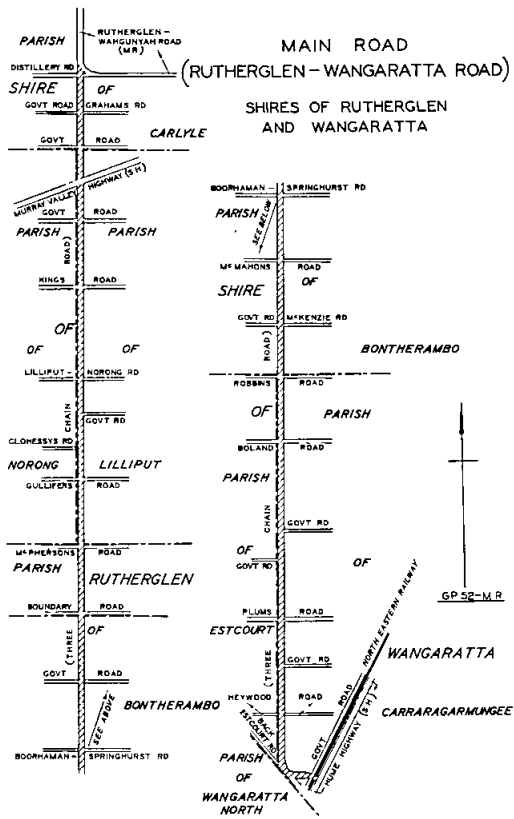 MAIN ROAD
(RUTHERGLEN-WANGARATTA ROAD)
SHIRES OF RUTHERGLEN
AND WANGARATTA
PARISH
RUTHERGLEN-
WAHGUNYAH ROAD
(MR)
DISTILLERY RD
SHIRE OF
GOVT ROAD GRAHAMS RD
GOVT ROAD
CARLYLE
MURRAY VALLEY HIGHWAY (SH)
GOVT ROAD
PARISH PARISH
ROAD)
KINGS ROAD
OF
OF OF
LILLIPUT- NORONG RD
CHAIN
GOVT RD
CLOHESSYS RD
NORONG LILLIPUT
GULLIFERS ROAD
McPHERSONS ROAD
PARISH
RUTHERGLEN
BOUNDARY ROAD
(THREE
OF
GOVT ROAD
BONTHERAMBO
SEE ABOVE
BOORHAMAN- SPRINGHURST RD
BOORHAMAN- SPRINGHURST RD
PARISH
SEE BELOW
McMAHONS ROAD
SHIRE OF
GOVT RD McKENZIE RD
ROAD)
BONTHERAMBO
ROBBINS ROAD
OF PARISH
BOLAND ROAD
PARISH
CHAIN
GOVT RD
OF OF
GOVT RD
PLUMS ROAD
ESTCOURT
(THREE
GOVT RD
WANGARATTA
HEYWOOD ROAD
BACK
ESTCOURT RD
GOVT ROAD
NORTH EASTERN RAILWAY
HUME HIGHWAY (SH)
CARRARAGARMUNGEE
PARISH
OF
WANGARATTA
NORTH
GP 52-M.R